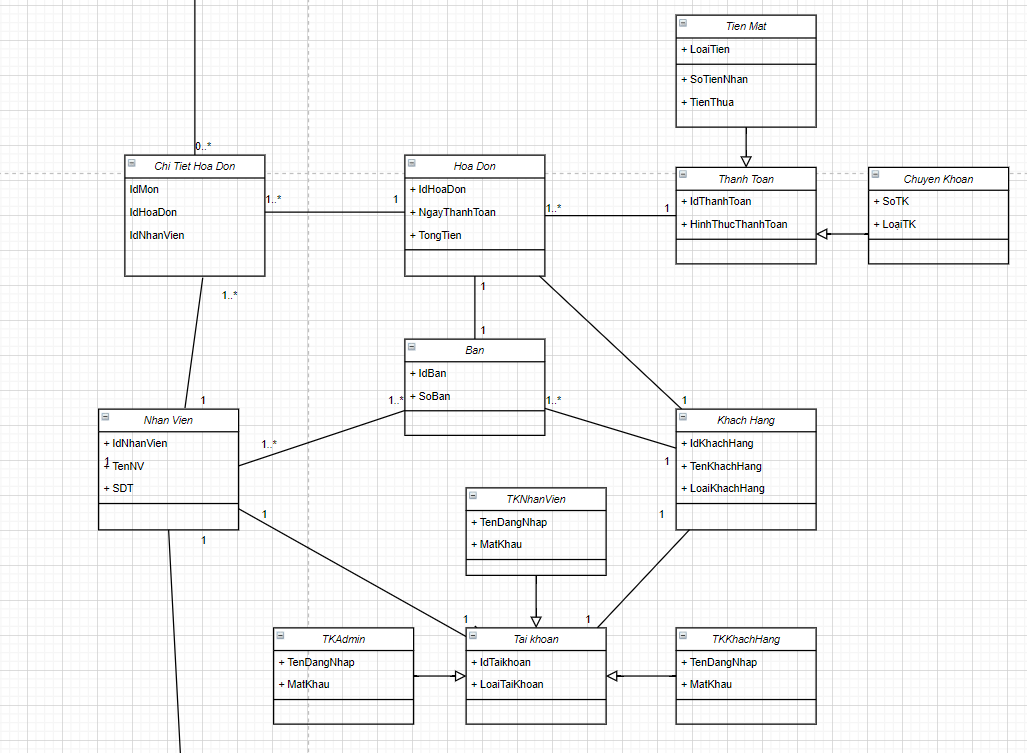 Tien Mat
+ LoaiTien
+ SoTienNhan
+ TienThua
0..*
Chi Tiet Hoa Don
IdMon
IdHoaDon
IdNhanVien
1..*
1
Hoa Don
+ IdHoaDon
+ NgayThanhToan
+ TongTien
1..*
1
Thanh Toan
+ IdThanhToan
+ HinhThucThanhToan
Chuyen Khoan
+ SoTK
+ LoaiTK
1..*
1
1
1
Ban
+ IdBan
+ SoBan
1..*
1..*
1..*
1
1
Nhan Vien
+ IdNhanVien
1
+ TenNV
+ SDT
1
1
Khach Hang
+ IdKhachHang
+ TenKhachHang
+ LoaiKhachHang
1
TKNhanVien
+ TenDangNhap
+ MatKhau
1
1
TKAdmin
+ TenDangNhap
+ MatKhau
Tai khoan
+ IdTaikhoan
+ LoaiTaiKhoan
TKKhachHang
+ TenDangNhap
+ MatKhau